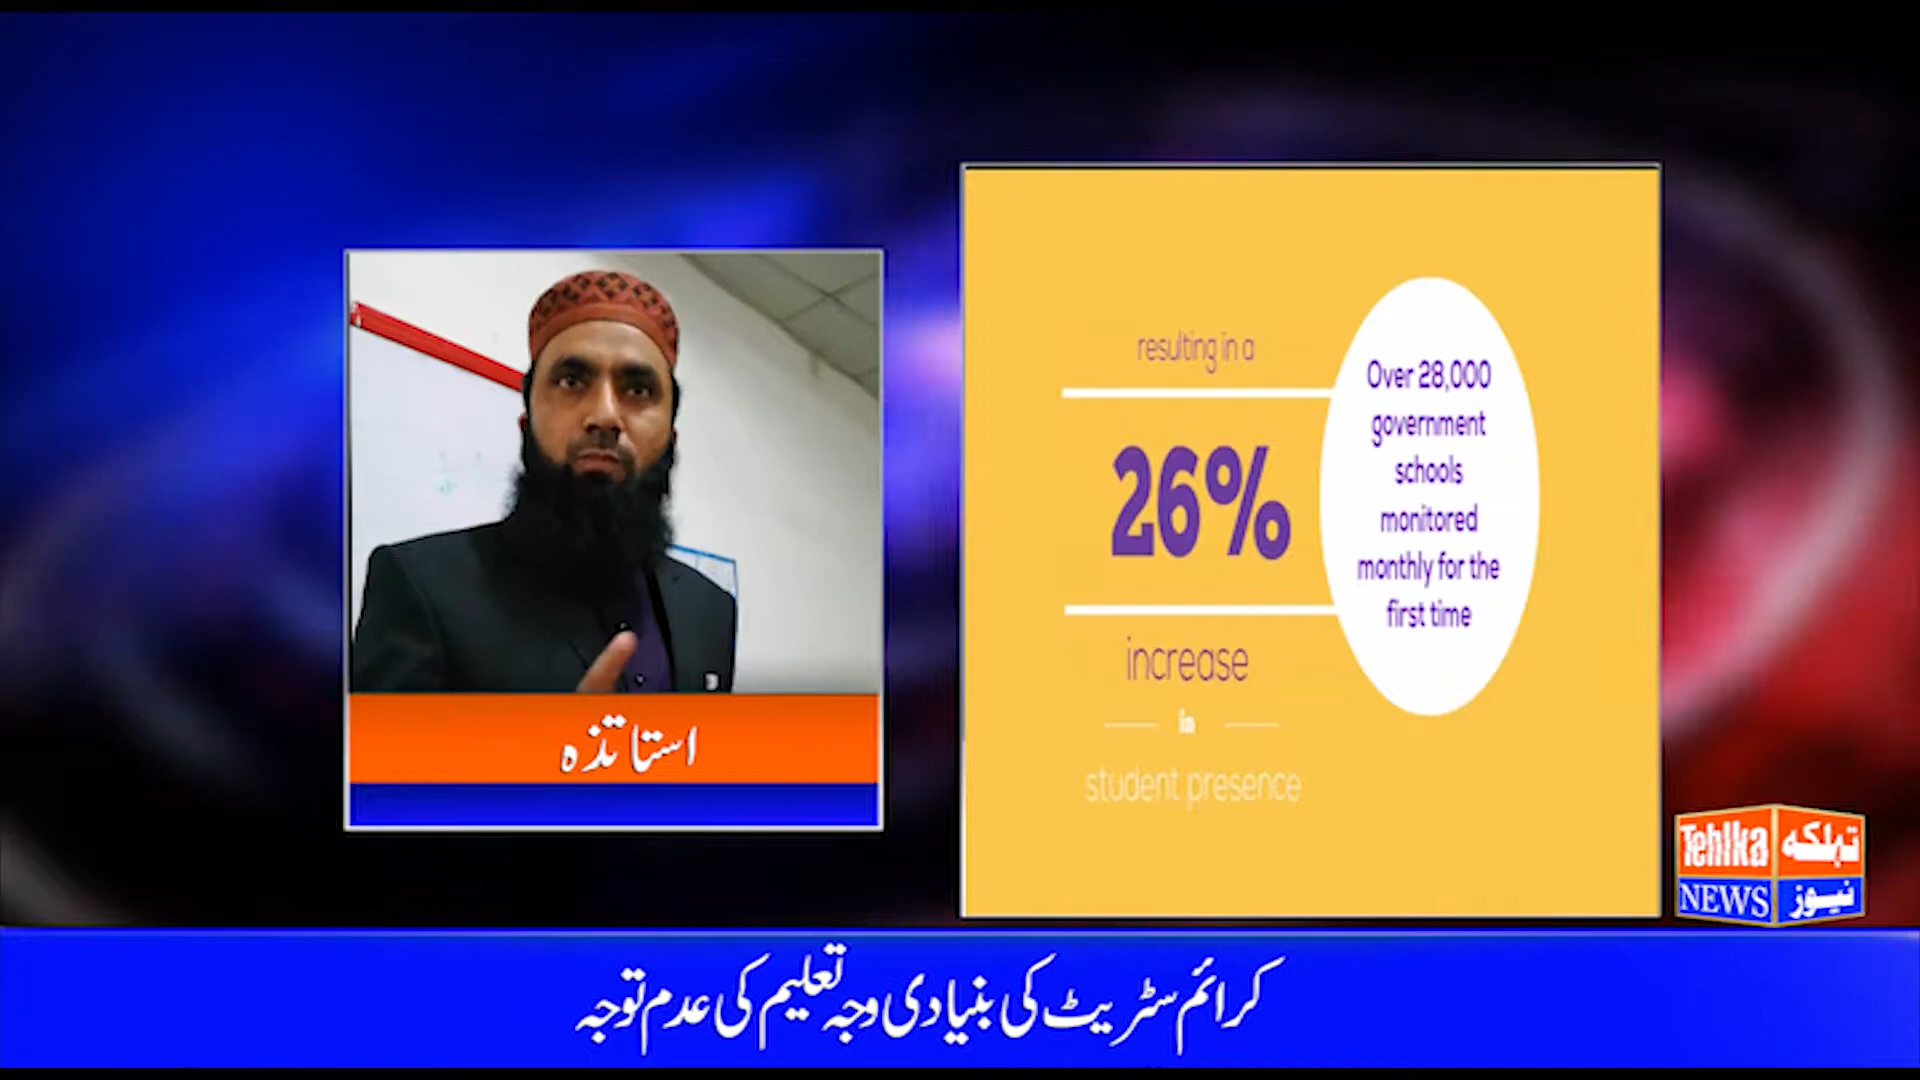 resulting in a
26%
increase
in
student presence
Over 28,000
government
schools
monitored
monthly for the
first time
استاتذہ
Tehlka
NEWS
تہلکہ
نیوز
کرائم سٹریٹ کی بنیادی وجہ تعلیم کی عدم توجہ